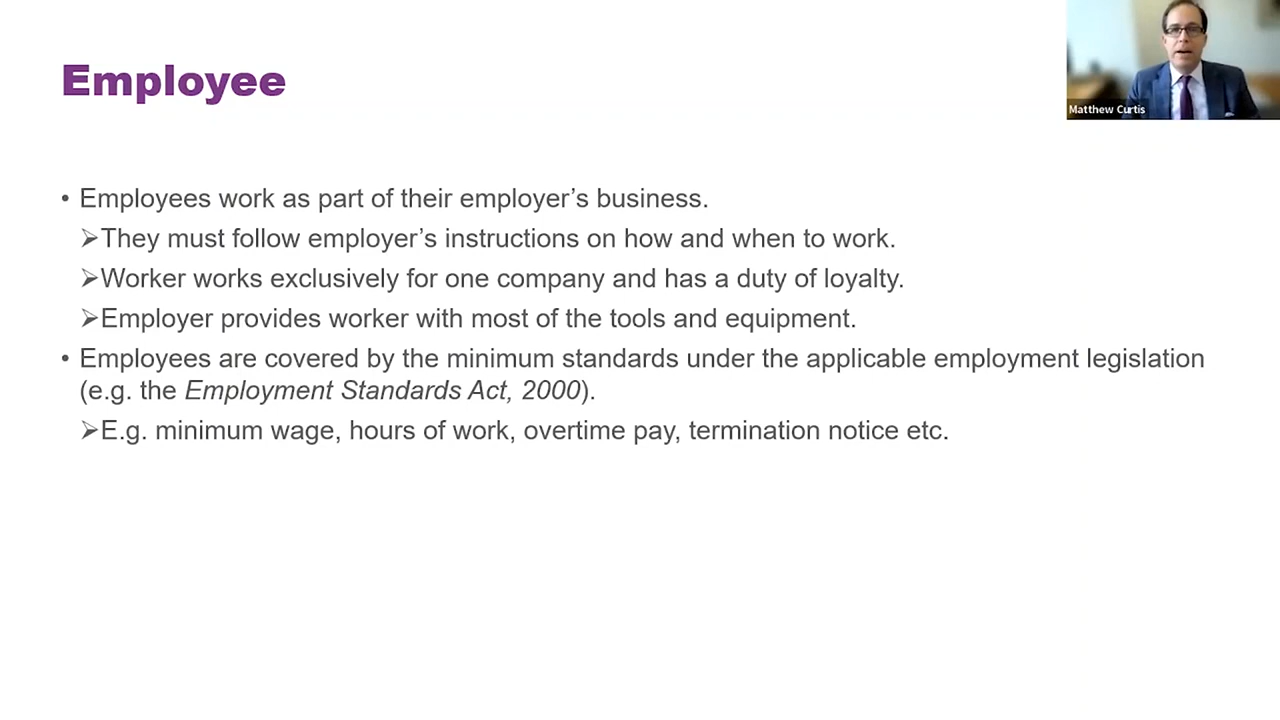 Employee
Matthew Curtis
• Employees work as part of their employer’s business.
➢They must follow employer’s instructions on how and when to work.
➢Worker works exclusively for one company and has a duty of loyalty.
➢Employer provides worker with most of the tools and equipment.
• Employees are covered by the minimum standards under the applicable employment legislation
(e.g. the Employment Standards Act, 2000).
➢E.g. minimum wage, hours of work, overtime pay, termination notice etc.